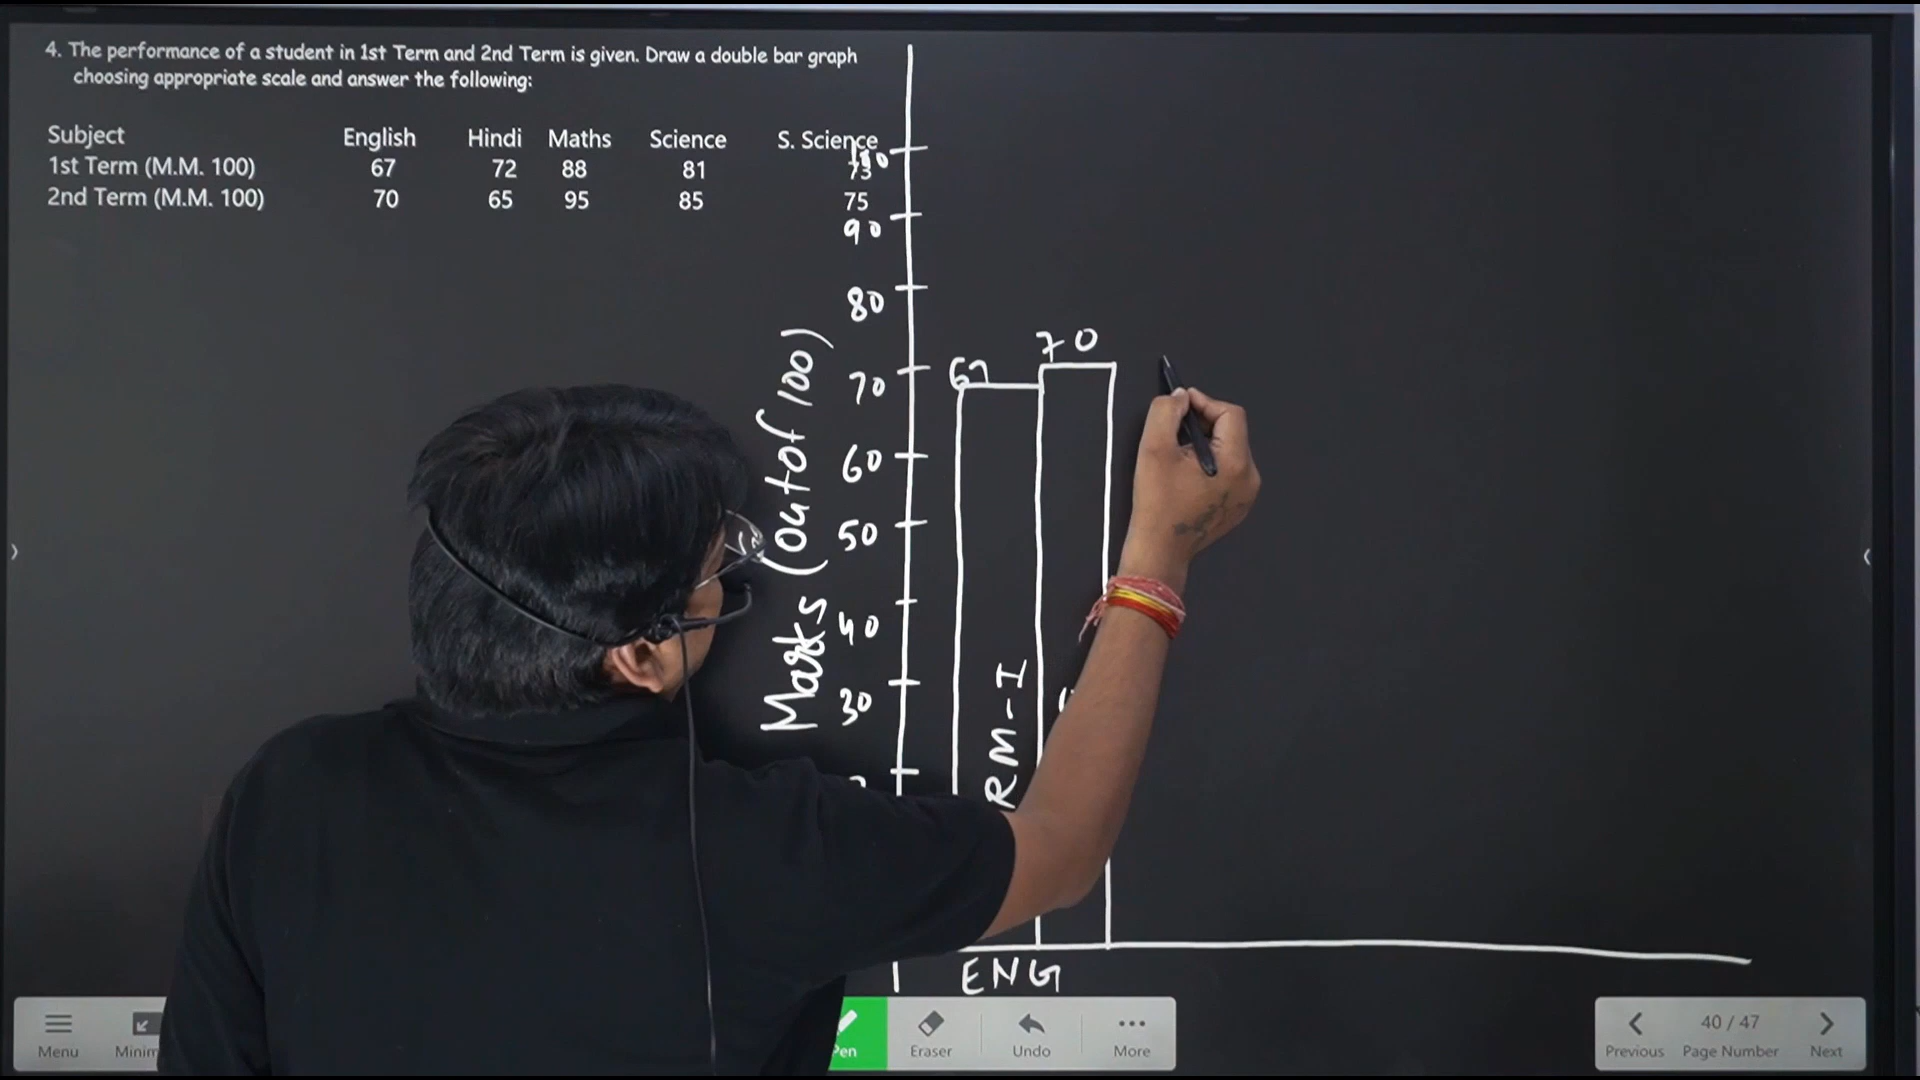 4. The performance of a student in 1st Term and 2nd Term is given. Draw a double bar graph
choosing appropriate scale and answer the following:
Subject English Hindi Maths Science S. Science
1st Term (M.M. 100) 67 72 88 81 73
2nd Term (M.M. 100) 70 65 95 85 75
90
80
70
60
50
40
30
Marks (out of 100)
67
70
RM-I
ENG
Menu
Pen
Eraser
Undo
More
Previous
40 / 47
Page Number
Next